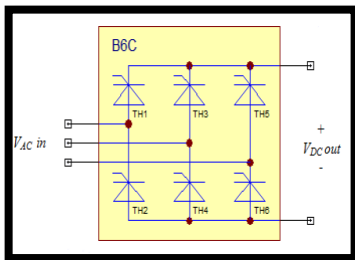 B6C
TH1 TH3 TH5
V_AC in
+
V_DC out
-
TH2 TH4 TH6